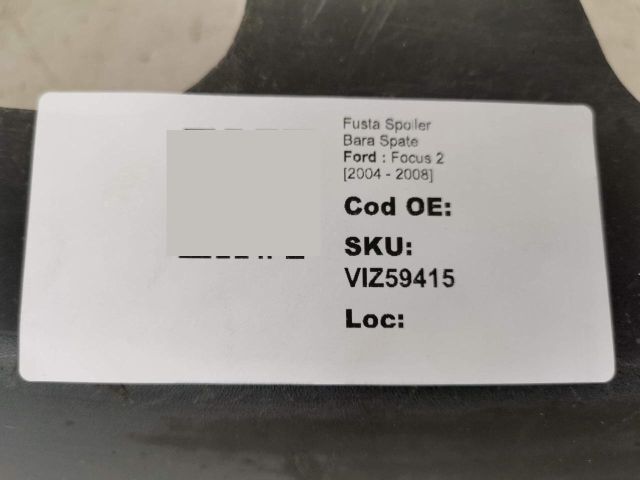 Fusta Spoiler
Bara Spate
Ford : Focus 2
[2004 - 2008]
Cod OE:
SKU:
VIZ59415
Loc: